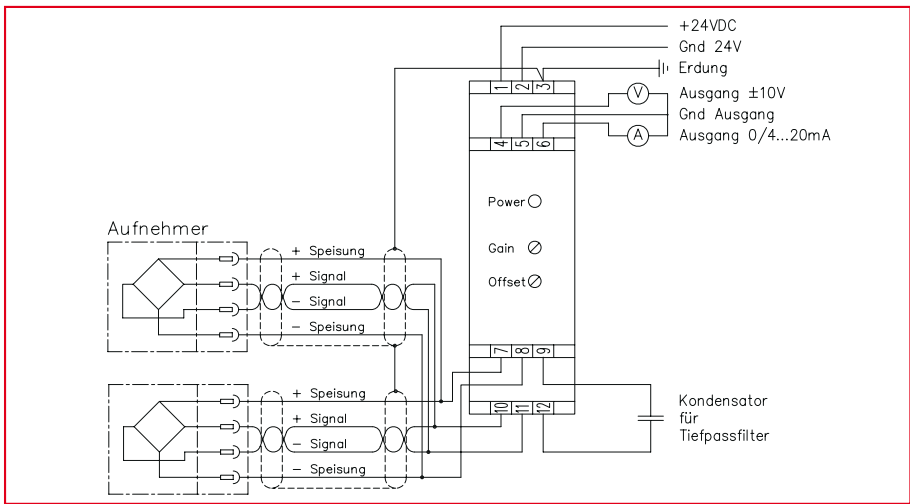 +24VDC
Gnd 24V
Erdung
1 2 3
Ausgang ±10V
V
Gnd Ausgang
4 5 6
A
Ausgang 0/4...20mA
Power
Gain
Offset
Aufnehmer
+ Speisung
+ Signal
− Signal
− Speisung
7 8 9
+ Speisung
+ Signal
− Signal
− Speisung
10 11 12
Kondensator
für
Tiefpassfilter